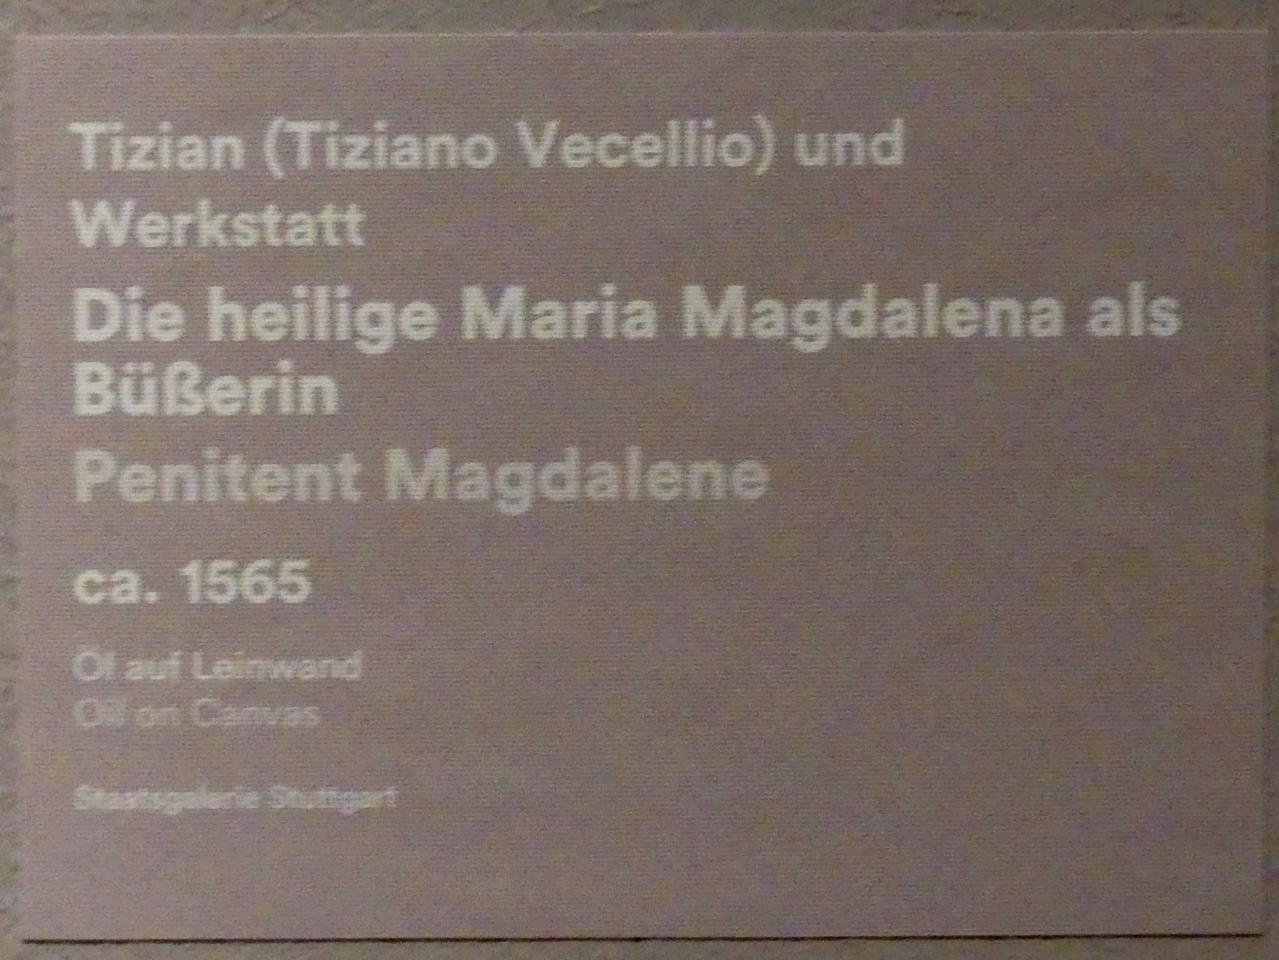 Tizian (Tiziano Vecellio) und
Werkstatt
Die heilige Maria Magdalena als
Büßerin
Penitent Magdalene
ca. 1565
Öl auf Leinwand
Oil on Canvas
Staatsgalerie Stuttgart